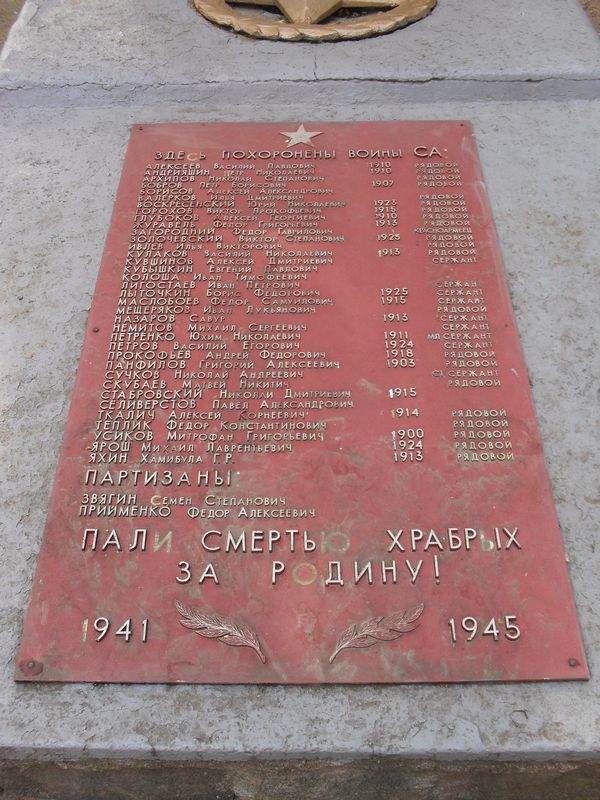 ЗДЕСЬ ПОХОРОНЕНЫ ВОИНЫ СА:
АЛЕКСЕЕВ ВАСИЛИЙ ПАВЛОВИЧ 1910 РЯДОВОЙ
АНДРИЯШИН ПЕТР НИКОЛАЕВИЧ 1910 РЯДОВОЙ
АРХИПОВ НИКОЛАЙ СТЕПАНОВИЧ РЯДОВОЙ
БОБРОВ ПЕТР БОРИСОВИЧ 1907 РЯДОВОЙ
БОРИСОВ АЛЕКСЕЙ АЛЕКСАНДРОВИЧ
ВАЛЕРКОВ ИЛЬЯ ДМИТРИЕВИЧ РЯДОВОЙ
ВОСКРЕСЕНСКИЙ ЮРИЙ НИКОЛАЕВИЧ 1923 РЯДОВОЙ
ГОРОХОВ ВИКТОР ПРОКОФЬЕВИЧ 1915 РЯДОВОЙ
ГЛУБОКОВ АЛЕКСЕЙ ГЕОРГИЕВИЧ 1910 РЯДОВОЙ
ЖУРАВЕЛЬ ФЕДОР ГРИГОРЬЕВИЧ 1913 РЯДОВОЙ
ЗАГОРОДНИЙ ФЕДОР ГАВРИЛОВИЧ КРАСНОАРМЕЕЦ
ЗОЛОЧЕВСКИЙ ВИКТОР СТЕПАНОВИЧ 1925 РЯДОВОЙ
ИВЛЕВ ИЛЬЯ ВИКТОРОВИЧ РЯДОВОЙ
КУЛАКОВ ВАСИЛИЙ НИКОЛАЕВИЧ 1913 РЯДОВОЙ
КУВШИНОВ АЛЕКСЕЙ ДМИТРИЕВИЧ СЕРЖАНТ
КУБЫШКИН ЕВГЕНИЙ ПАВЛОВИЧ
КОЛОША ИВАН ТИМОФЕЕВИЧ
ЛИГОСТАЕВ ИВАН ПЕТРОВИЧ СЕРЖАНТ
ЛЫТОЧКИН БОРИС ФЕДОРОВИЧ 1925 СЕРЖАНТ
МАСЛОБОЕВ ФЕДОР САМУИЛОВИЧ 1915 СЕРЖАНТ
МЕЩЕРЯКОВ ИВАН ЛУКЬЯНОВИЧ РЯДОВОЙ
НАЗАРОВ САВУР 1913 СЕРЖАНТ
НЕМИТОВ МИХАИЛ СЕРГЕЕВИЧ СЕРЖАНТ
ПЕТРЕНКО ЮХИМ НИКОЛАЕВИЧ 1911 МЛ СЕРЖАНТ
ПЕТРОВ ВАСИЛИЙ ЕГОРОВИЧ 1924 СЕРЖАНТ
ПРОКОФЬЕВ АНДРЕЙ ФЕДОРОВИЧ 1918 РЯДОВОЙ
ПАНФИЛОВ ГРИГОРИЙ АЛЕКСЕЕВИЧ 1903 РЯДОВОЙ
СУЧКОВ НИКОЛАЙ АНДРЕЕВИЧ СЕРЖАНТ
СКУБАЕВ МАТВЕЙ НИКИТИЧ РЯДОВОЙ
СТАБРОВСКИЙ НИКОЛАЙ ДМИТРИЕВИЧ 1915
СЕЛИВЕРСТОВ ПАВЕЛ АЛЕКСАНДРОВИЧ
ТКАЛИЧ АЛЕКСЕЙ КОРНЕЕВИЧ 1914 РЯДОВОЙ
ТЕПЛИК ФЕДОР КОНСТАНТИНОВИЧ РЯДОВОЙ
УСИКОВ МИТРОФАН ГРИГОРЬЕВИЧ 1900 РЯДОВОЙ
ЯРОШ МИХАИЛ ЛАВРЕНТЬЕВИЧ 1924 РЯДОВОЙ
ЯХИН ХАМИБУЛА Г.Р. 1913 РЯДОВОЙ
ПАРТИЗАНЫ:
ЗВЯГИН СЕМЕН СТЕПАНОВИЧ
ПРИЙМЕНКО ФЕДОР АЛЕКСЕЕВИЧ
ПАЛИ СМЕРТЬЮ ХРАБРЫХ
ЗА РОДИНУ!
1941 1945